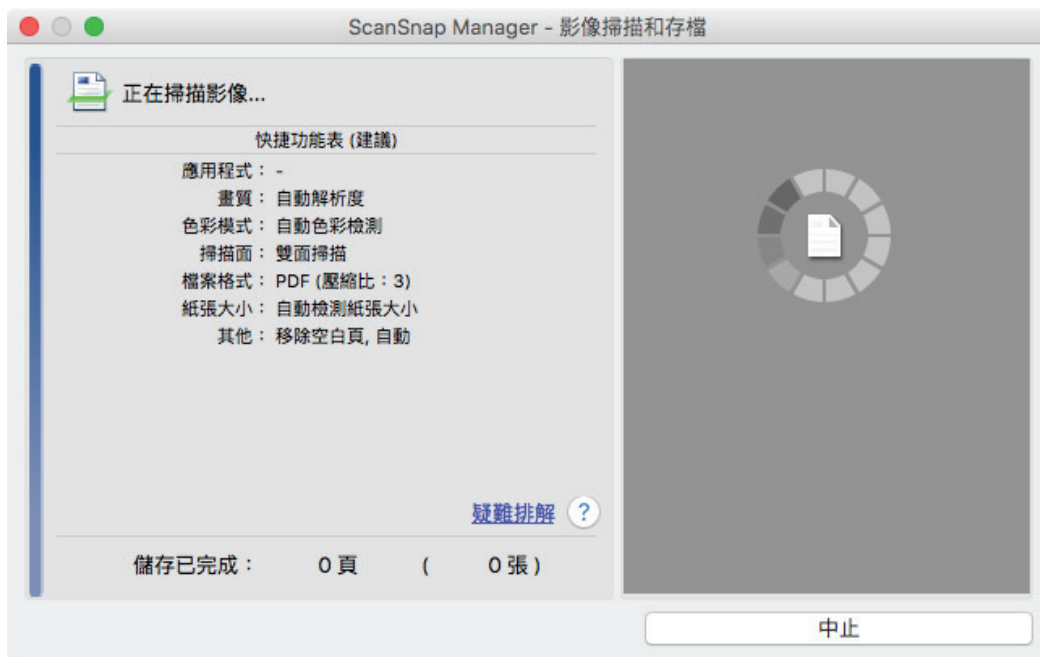 ScanSnap Manager - 影像掃描和存檔
正在掃描影像...
快捷功能表 (建議)
應用程式： -
畫質： 自動解析度
色彩模式： 自動色彩檢測
掃描面： 雙面掃描
檔案格式： PDF (壓縮比：3)
紙張大小： 自動檢測紙張大小
其他： 移除空白頁, 自動
疑難排解 ?
儲存已完成： 0 頁 ( 0 張 )
中止